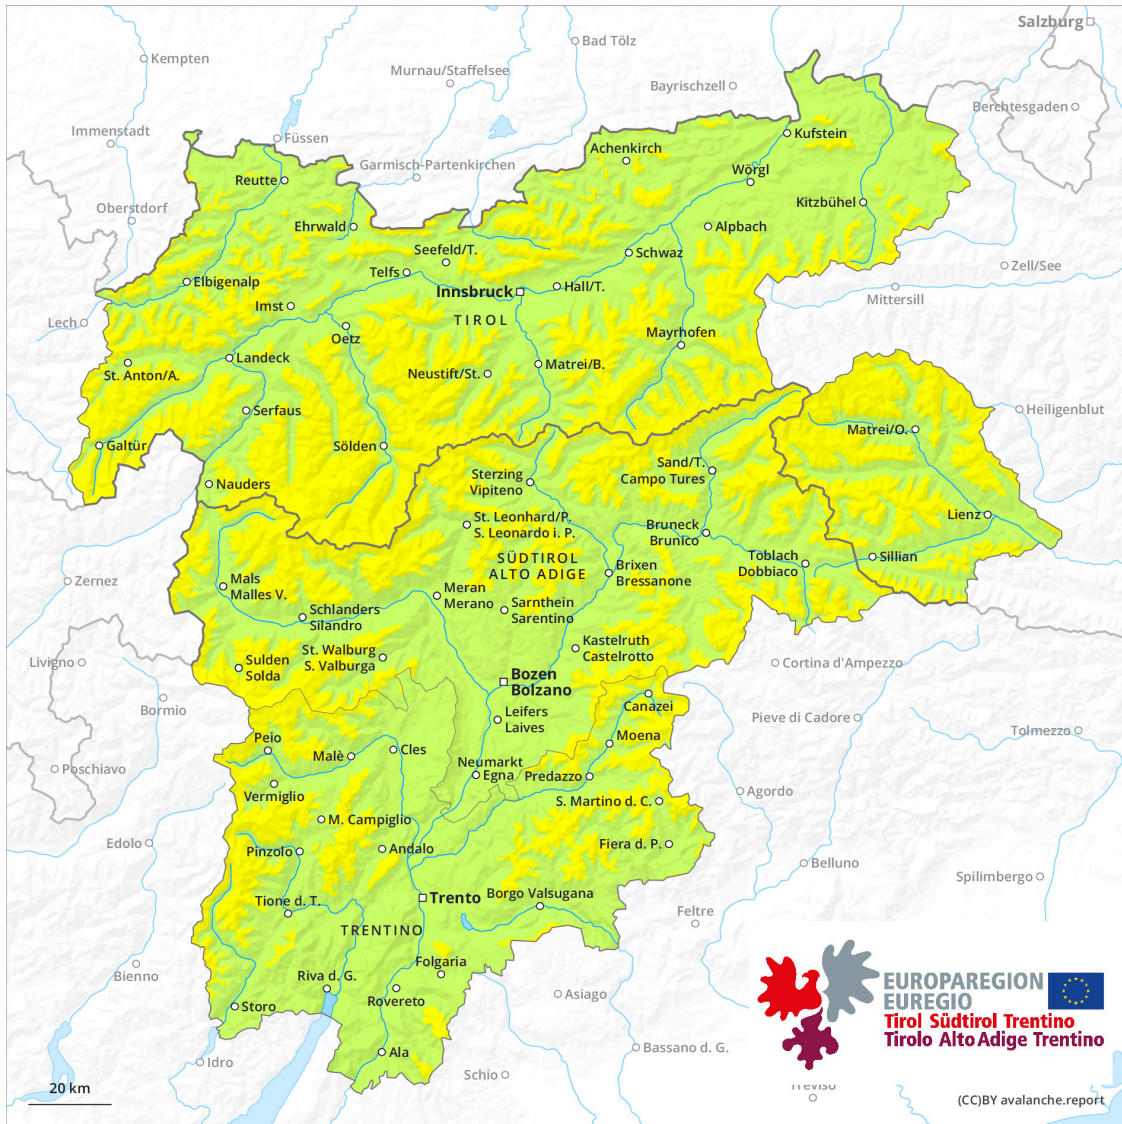 Salzburg
Bad Tölz
Kempten
Murnau/Staffelsee
Bayrischzell
Berchtesgaden
Immenstadt
Füssen
Kufstein
Achenkirch
Garmisch-Partenkirchen
Wörgl
Reutte
Kitzbühel
Oberstdorf
Ehrwald
Alpbach
Seefeld/T.
Schwaz
Telfs
Zell/See
Elbigenalp
Hall/T.
Innsbruck
Mittersill
Imst
TIROL
Lech
Oetz
Mayrhofen
Landeck
Matrei/B.
St. Anton/A.
Neustift/St.
Serfaus
Heiligenblut
Matrei/O.
Galtür
Sölden
Sand/T.
Campo Tures
Sterzing
Vipiteno
Nauders
Lienz
St. Leonhard/P.
S. Leonardo i. P.
Bruneck
Brunico
SÜDTIROL
ALTO ADIGE
Toblach
Dobbiaco
Sillian
Brixen
Bressanone
Zernez
Mals
Malles V.
Meran
Merano
Sarnthein
Sarentino
Schlanders
Silandro
Kastelruth
Castelrotto
St. Walburg
S. Valburga
Livigno
Sulden
Solda
Cortina d'Ampezzo
Bozen
Bolzano
Bormio
Canazei
Leifers
Laives
Pieve di Cadore
Tolmezzo
Peio
Moena
Malè
Cles
Neumarkt
Egna
Predazzo
Poschiavo
Vermiglio
Agordo
S. Martino d. C.
M. Campiglio
Edolo
Pinzolo
Andalo
Fiera d. P.
Belluno
Spilimbergo
Trento
Borgo Valsugana
Tione d. T.
Feltre
TRENTINO
Folgaria
Bienno
Riva d. G.
Rovereto
Asiago
Storo
EUROPAREGION
EUREGIO
Tirol Südtirol Trentino
Tirolo Alto Adige Trentino
Ala
Bassano d. G.
Idro
Schio
Treviso
20 km
(CC)BY avalanche.report